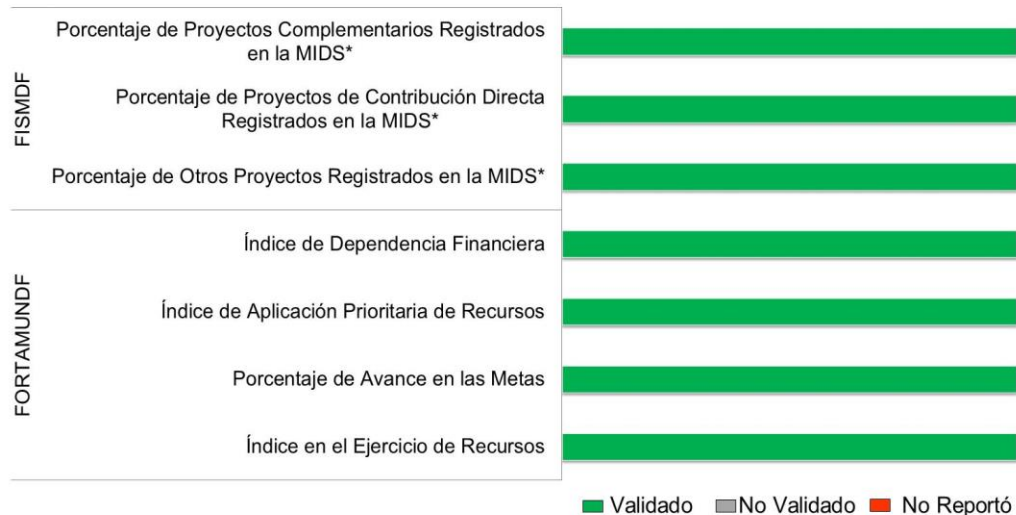 FISMDF
Porcentaje de Proyectos Complementarios Registrados
en la MIDS*
Porcentaje de Proyectos de Contribución Directa
Registrados en la MIDS*
Porcentaje de Otros Proyectos Registrados en la MIDS*
FORTAMUNDF
Índice de Dependencia Financiera
Índice de Aplicación Prioritaria de Recursos
Porcentaje de Avance en las Metas
Índice en el Ejercicio de Recursos
Validado No Validado No Reportó